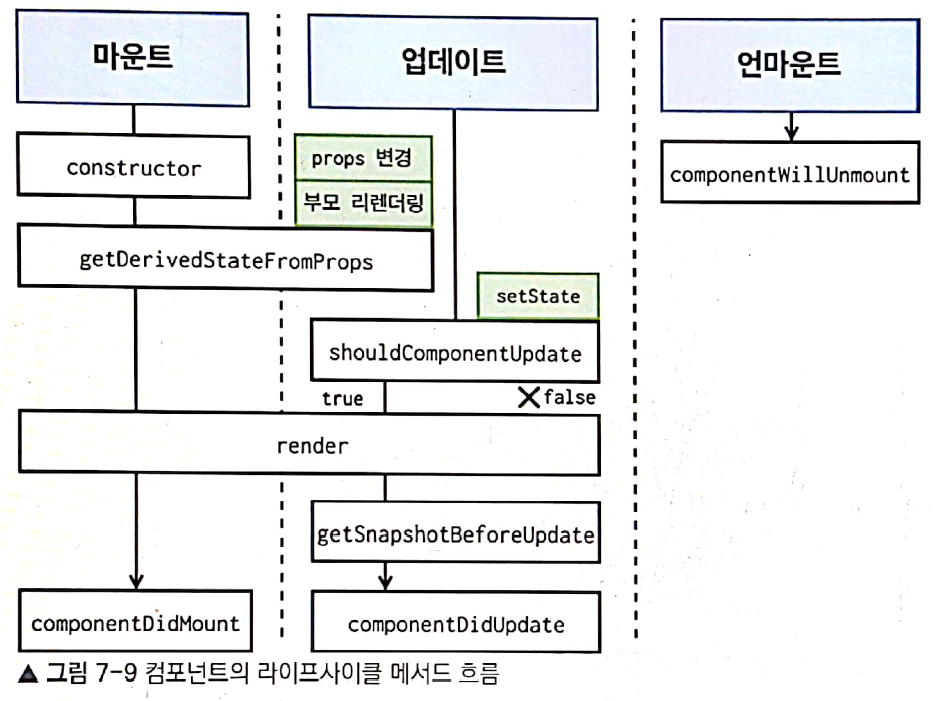 마운트
업데이트
언마운트
constructor
props 변경
부모 리렌더링
componentWillUnmount
getDerivedStateFromProps
setState
shouldComponentUpdate
true
false
render
getSnapshotBeforeUpdate
componentDidMount
componentDidUpdate
▲ 그림 7-9 컴포넌트의 라이프사이클 메서드 흐름